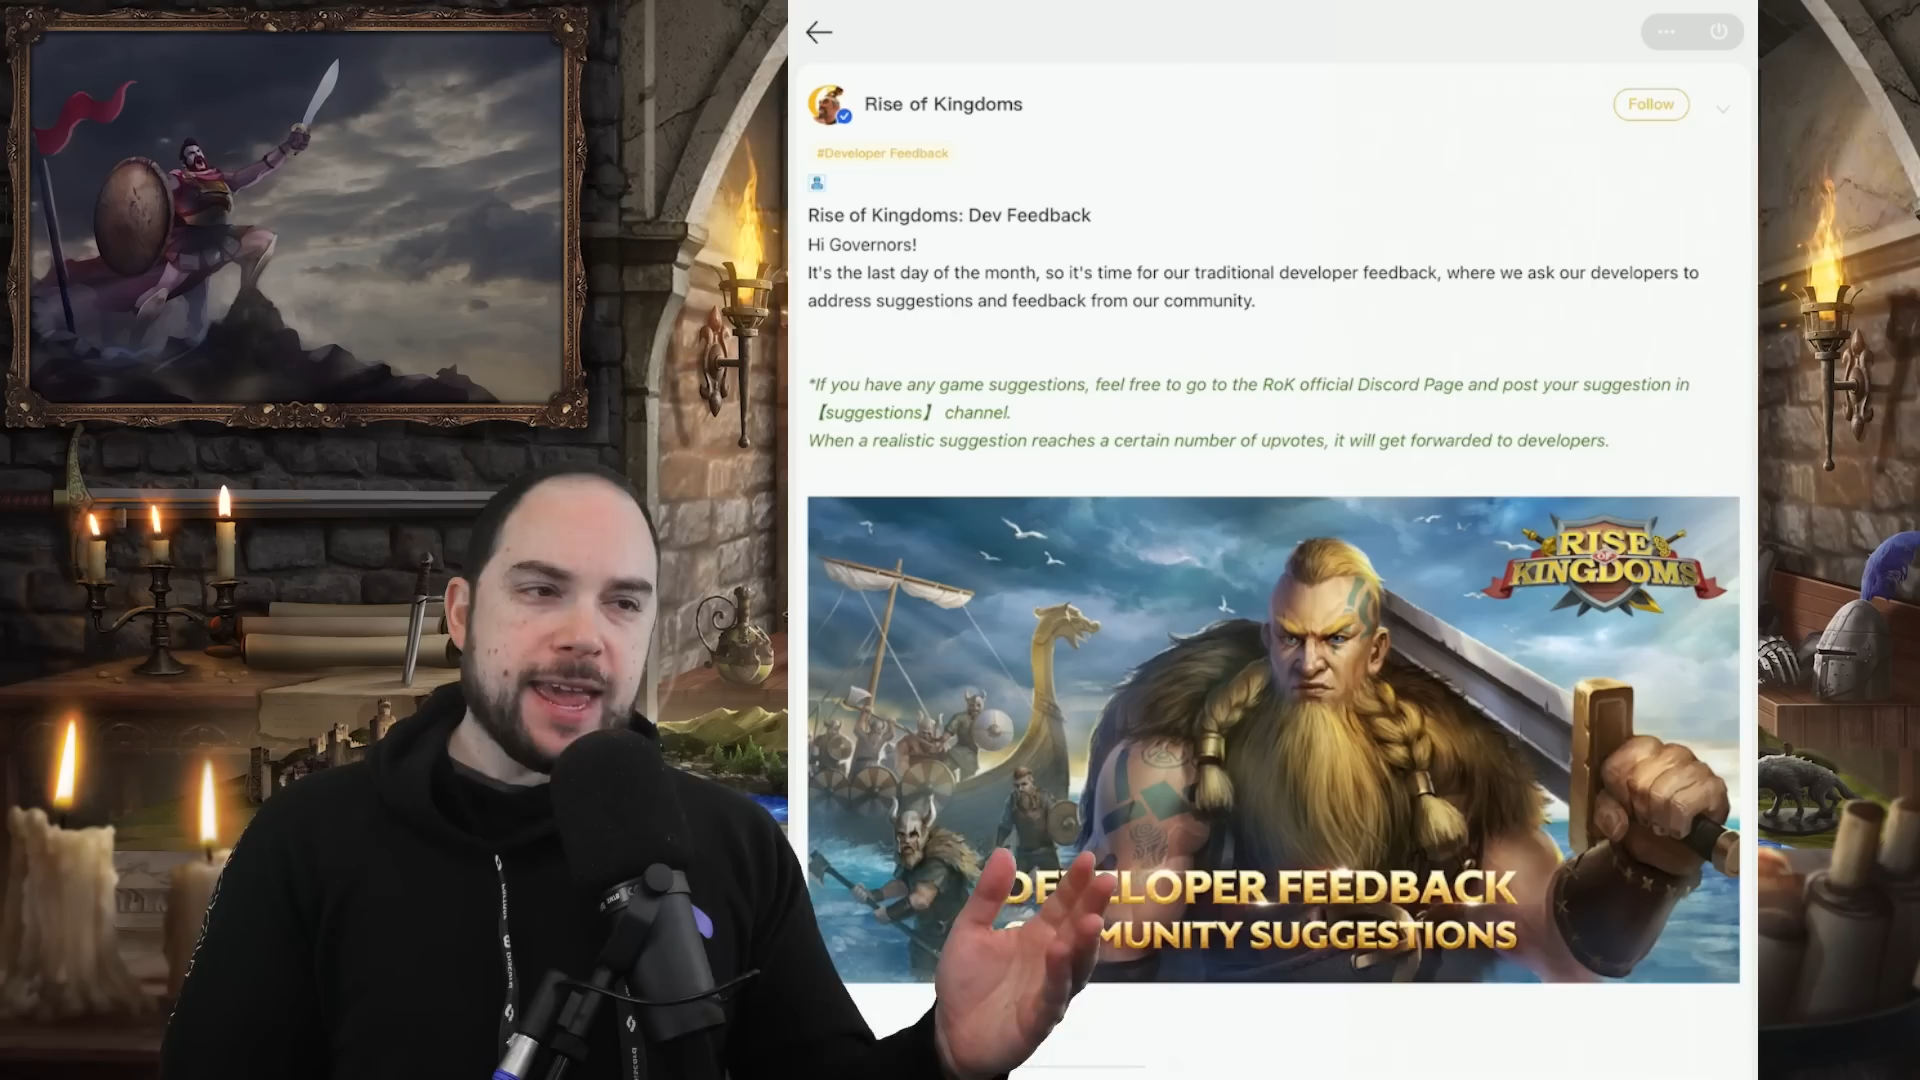 Rise of Kingdoms
Follow
#Developer Feedback
Rise of Kingdoms: Dev Feedback
Hi Governors!
It's the last day of the month, so it's time for our traditional developer feedback, where we ask our developers to
address suggestions and feedback from our community.
*If you have any game suggestions, feel free to go to the RoK official Discord Page and post your suggestion in
【suggestions】 channel.
When a realistic suggestion reaches a certain number of upvotes, it will get forwarded to developers.
RISE
OF
KINGDOMS
FEEDBACK
SUGGESTIONS